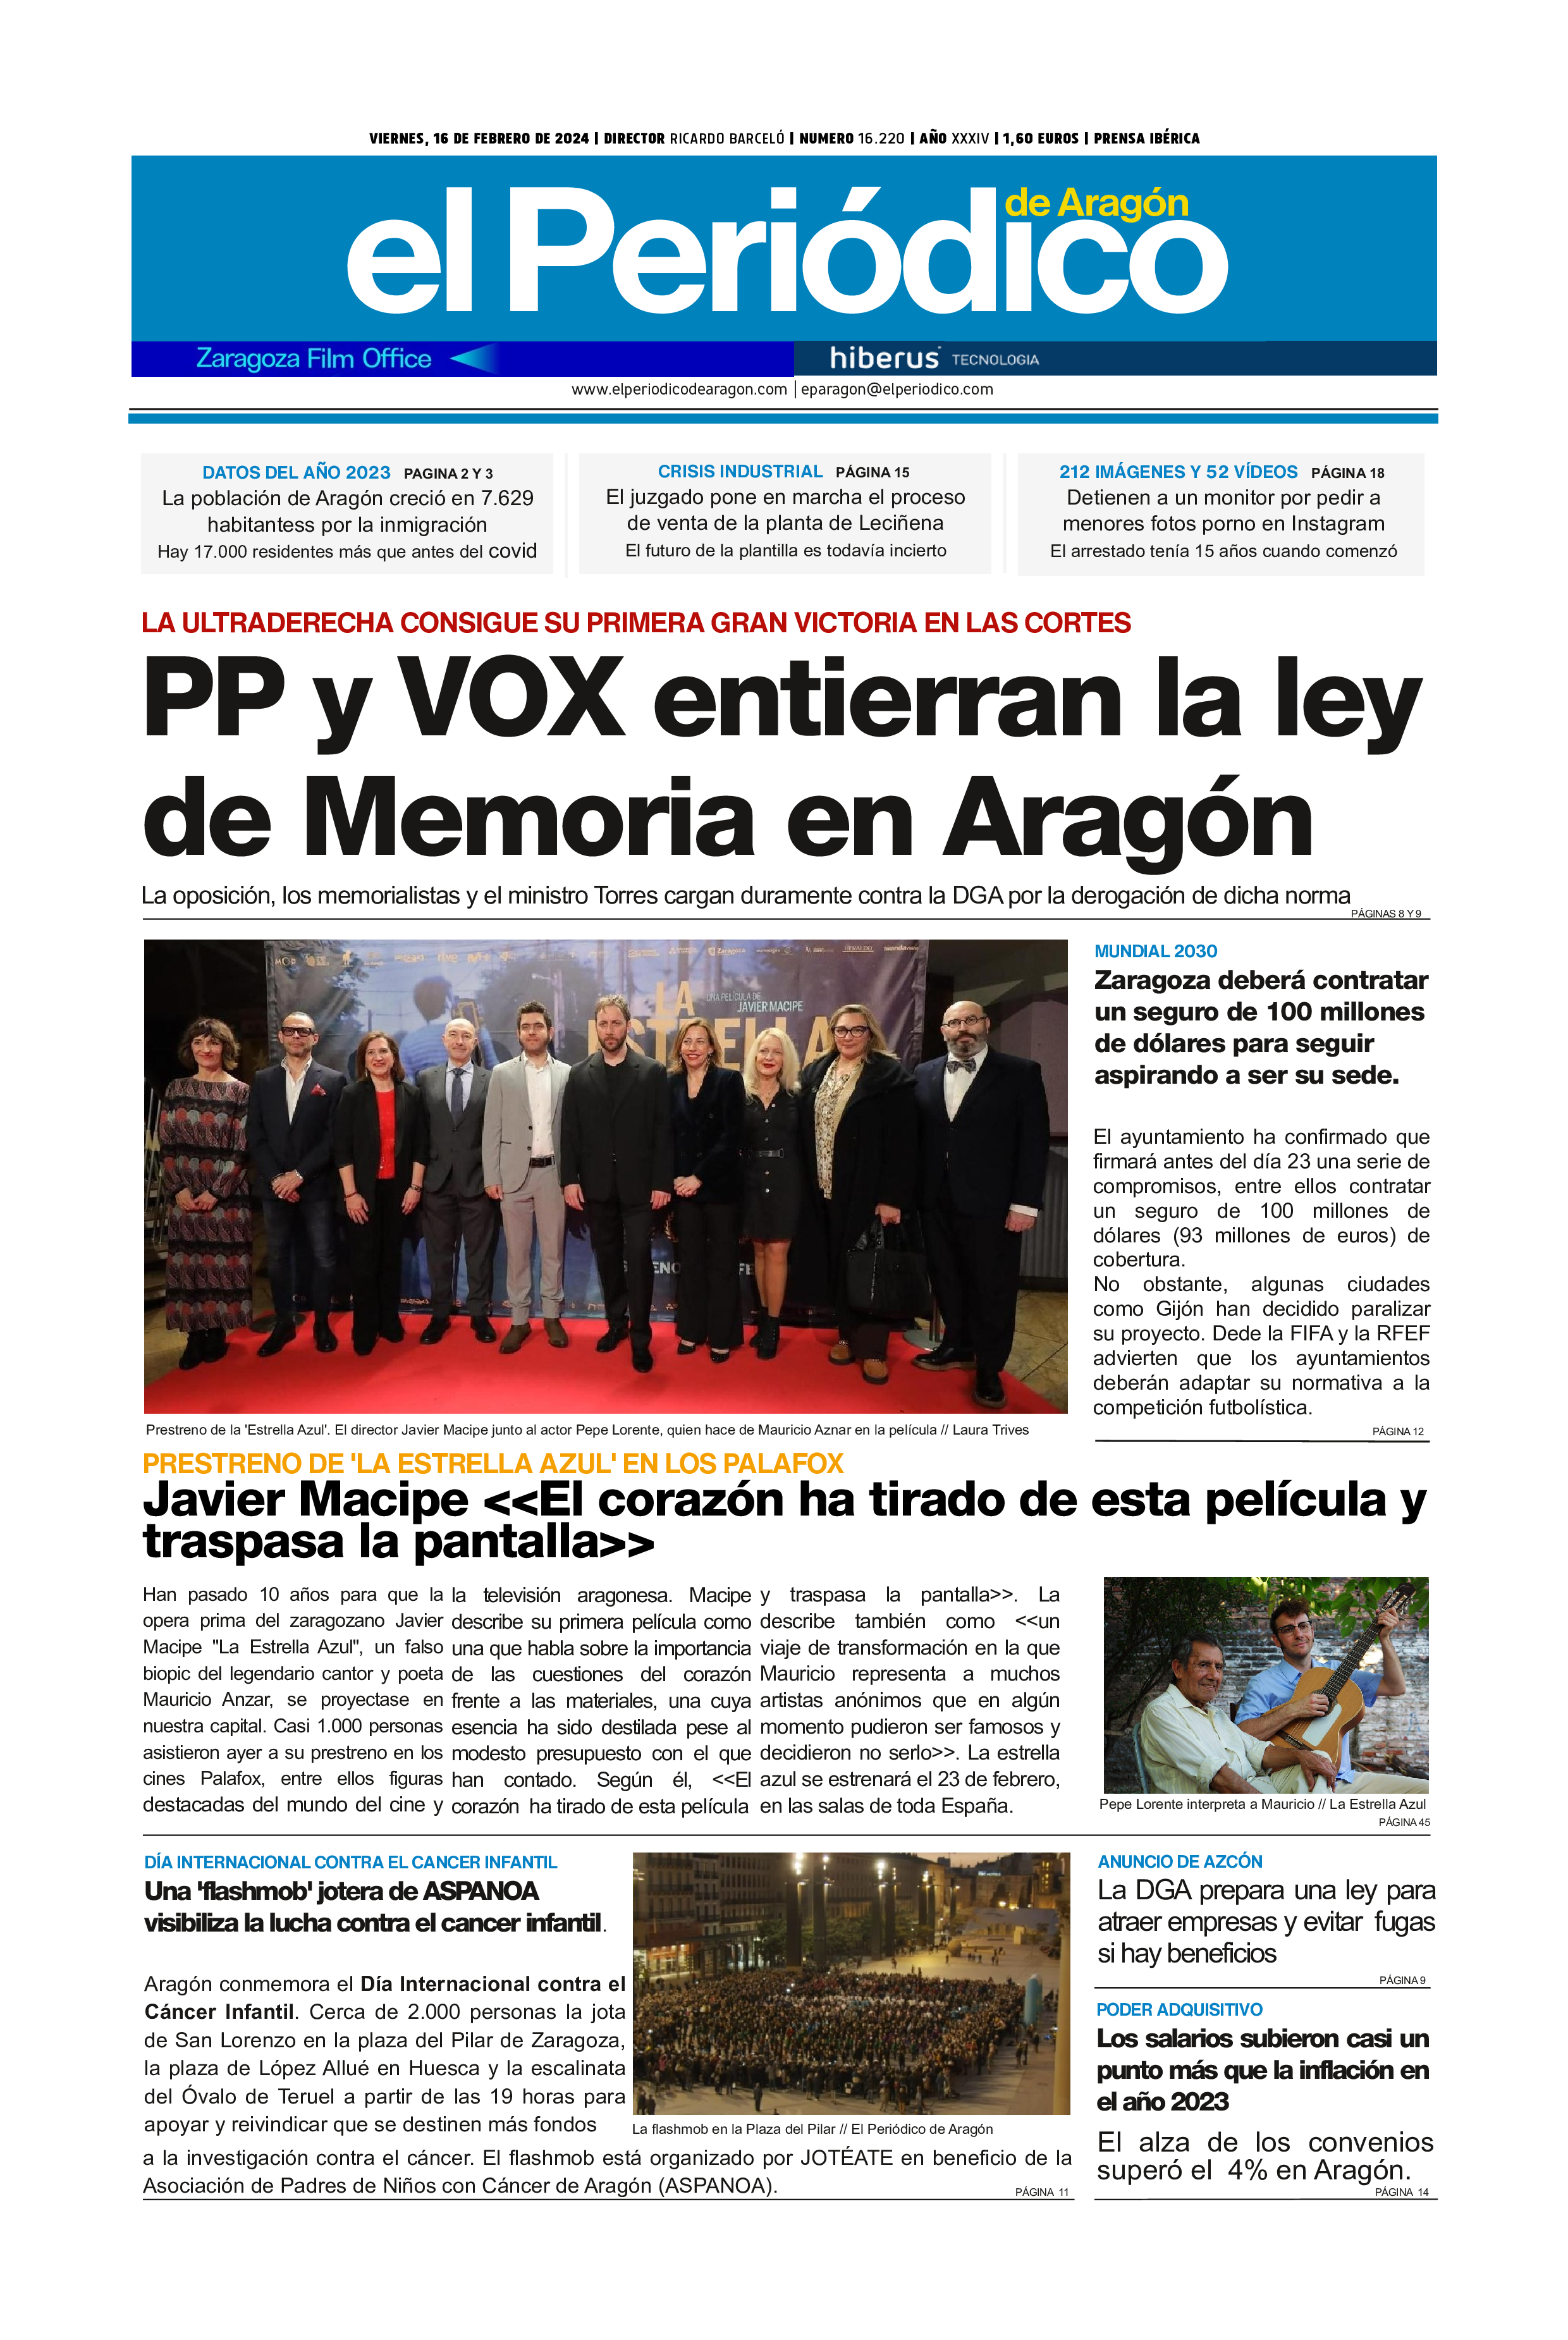 VIERNES, 16 DE FEBRERO DE 2024 | DIRECTOR RICARDO BARCELÓ | NUMERO 16.220 | AÑO XXXIV | 1,60 EUROS | PRENSA IBÉRICA
el Periódico
de Aragón
Zaragoza Film Office
hiberus TECNOLOGIA
www.elperiodicodearagon.com | eparagon@elperiodico.com
DATOS DEL AÑO 2023 PAGINA 2 Y 3
La población de Aragón creció en 7.629
habitantess por la inmigración
Hay 17.000 residentes más que antes del covid
CRISIS INDUSTRIAL PÁGINA 15
El juzgado pone en marcha el proceso
de venta de la planta de Leciñena
El futuro de la plantilla es todavía incierto
212 IMÁGENES Y 52 VÍDEOS PÁGINA 18
Detienen a un monitor por pedir a
menores fotos porno en Instagram
El arrestado tenía 15 años cuando comenzó
LA ULTRADERECHA CONSIGUE SU PRIMERA GRAN VICTORIA EN LAS CORTES
PP y VOX entierran la ley
de Memoria en Aragón
La oposición, los memorialistas y el ministro Torres cargan duramente contra la DGA por la derogación de dicha norma
PÁGINAS 8 Y 9
LA
UNA PELÍCULA DE
JAVIER MACIPE
ESTRELLA
Prestreno de la 'Estrella Azul'. El director Javier Macipe junto al actor Pepe Lorente, quien hace de Mauricio Aznar en la película // Laura Trives
MUNDIAL 2030
Zaragoza deberá contratar
un seguro de 100 millones
de dólares para seguir
aspirando a ser su sede.
El ayuntamiento ha confirmado que
firmará antes del día 23 una serie de
compromisos, entre ellos contratar
un seguro de 100 millones de
dólares (93 millones de euros) de
cobertura.
No obstante, algunas ciudades
como Gijón han decidido paralizar
su proyecto. Dede la FIFA y la RFEF
advierten que los ayuntamientos
deberán adaptar su normativa a la
competición futbolística.
PÁGINA 12
PRESTRENO DE 'LA ESTRELLA AZUL' EN LOS PALAFOX
Javier Macipe <<El corazón ha tirado de esta película y
traspasa la pantalla>>
Han pasado 10 años para que la
opera prima del zaragozano Javier
Macipe "La Estrella Azul", un falso
biopic del legendario cantor y poeta
Mauricio Anzar, se proyectase en
nuestra capital. Casi 1.000 personas
asistieron ayer a su prestreno en los
cines Palafox, entre ellos figuras
destacadas del mundo del cine y
la televisión aragonesa. Macipe
describe su primera película como
una que habla sobre la importancia
de las cuestiones del corazón
frente a las materiales, una cuya
esencia ha sido destilada pese al
modesto presupuesto con el que
han contado. Según él, <<El
corazón ha tirado de esta película
y traspasa la pantalla>>. La
describe también como <<un
viaje de transformación en la que
Mauricio representa a muchos
artistas anónimos que en algún
momento pudieron ser famosos y
decidieron no serlo>>. La estrella
azul se estrenará el 23 de febrero,
en las salas de toda España.
Pepe Lorente interpreta a Mauricio // La Estrella Azul
PÁGINA 45
DÍA INTERNACIONAL CONTRA EL CANCER INFANTIL
Una 'flashmob' jotera de ASPANOA
visibiliza la lucha contra el cancer infantil.
Aragón conmemora el Día Internacional contra el
Cáncer Infantil. Cerca de 2.000 personas la jota
de San Lorenzo en la plaza del Pilar de Zaragoza,
la plaza de López Allué en Huesca y la escalinata
del Óvalo de Teruel a partir de las 19 horas para
apoyar y reivindicar que se destinen más fondos
La flashmob en la Plaza del Pilar // El Periódico de Aragón
a la investigación contra el cáncer. El flashmob está organizado por JOTÉATE en beneficio de la
Asociación de Padres de Niños con Cáncer de Aragón (ASPANOA).
PÁGINA 11
ANUNCIO DE AZCÓN
La DGA prepara una ley para
atraer empresas y evitar fugas
si hay beneficios
PÁGINA 9
PODER ADQUISITIVO
Los salarios subieron casi un
punto más que la inflación en
el año 2023
El alza de los convenios
superó el 4% en Aragón.
PÁGINA 14